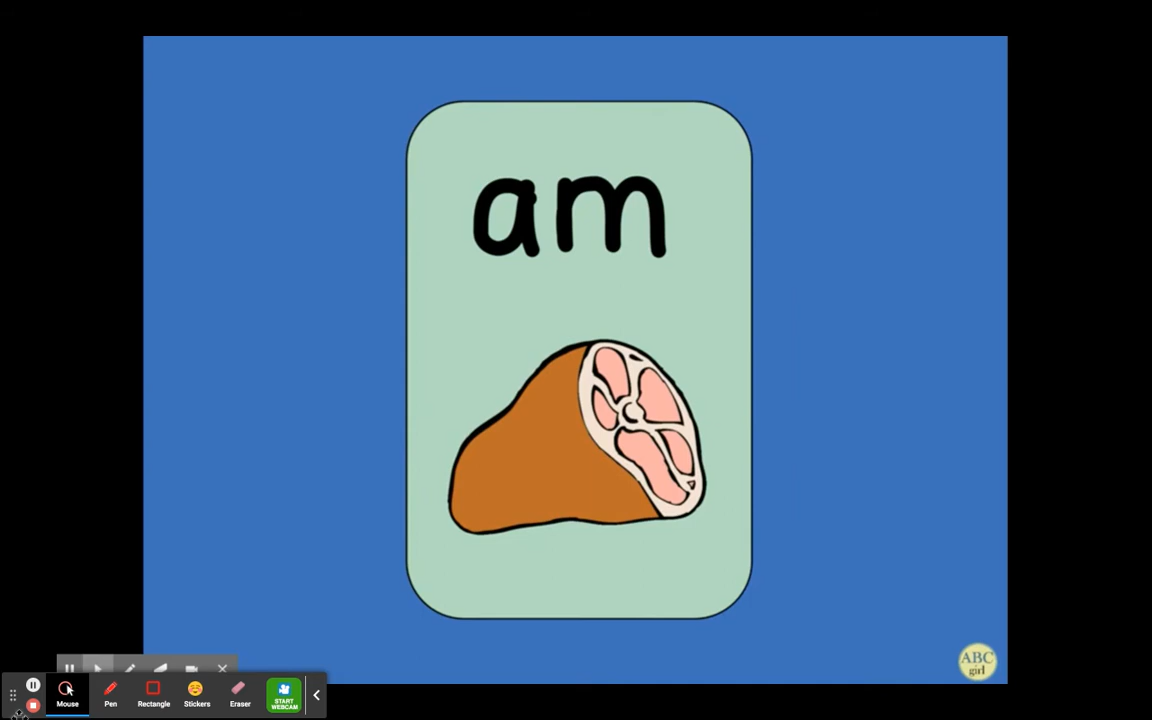 am
ABC
girl
Mouse
Pen
Rectangle
Stickers
Eraser
START
WEBCAM